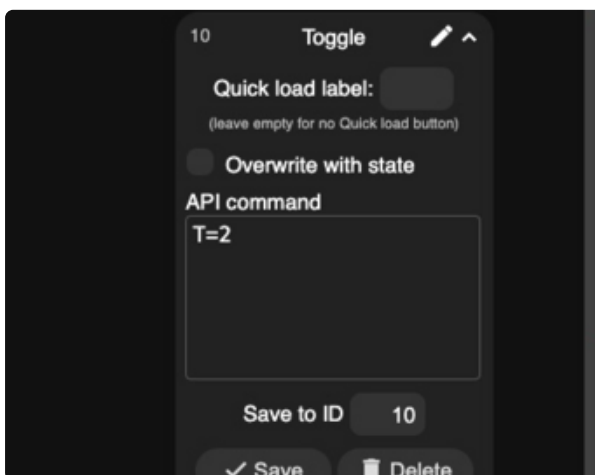 10 Toggle
Quick load label:
(leave empty for no Quick load button)
Overwrite with state
API command
T=2
Save to ID 10
Save Delete